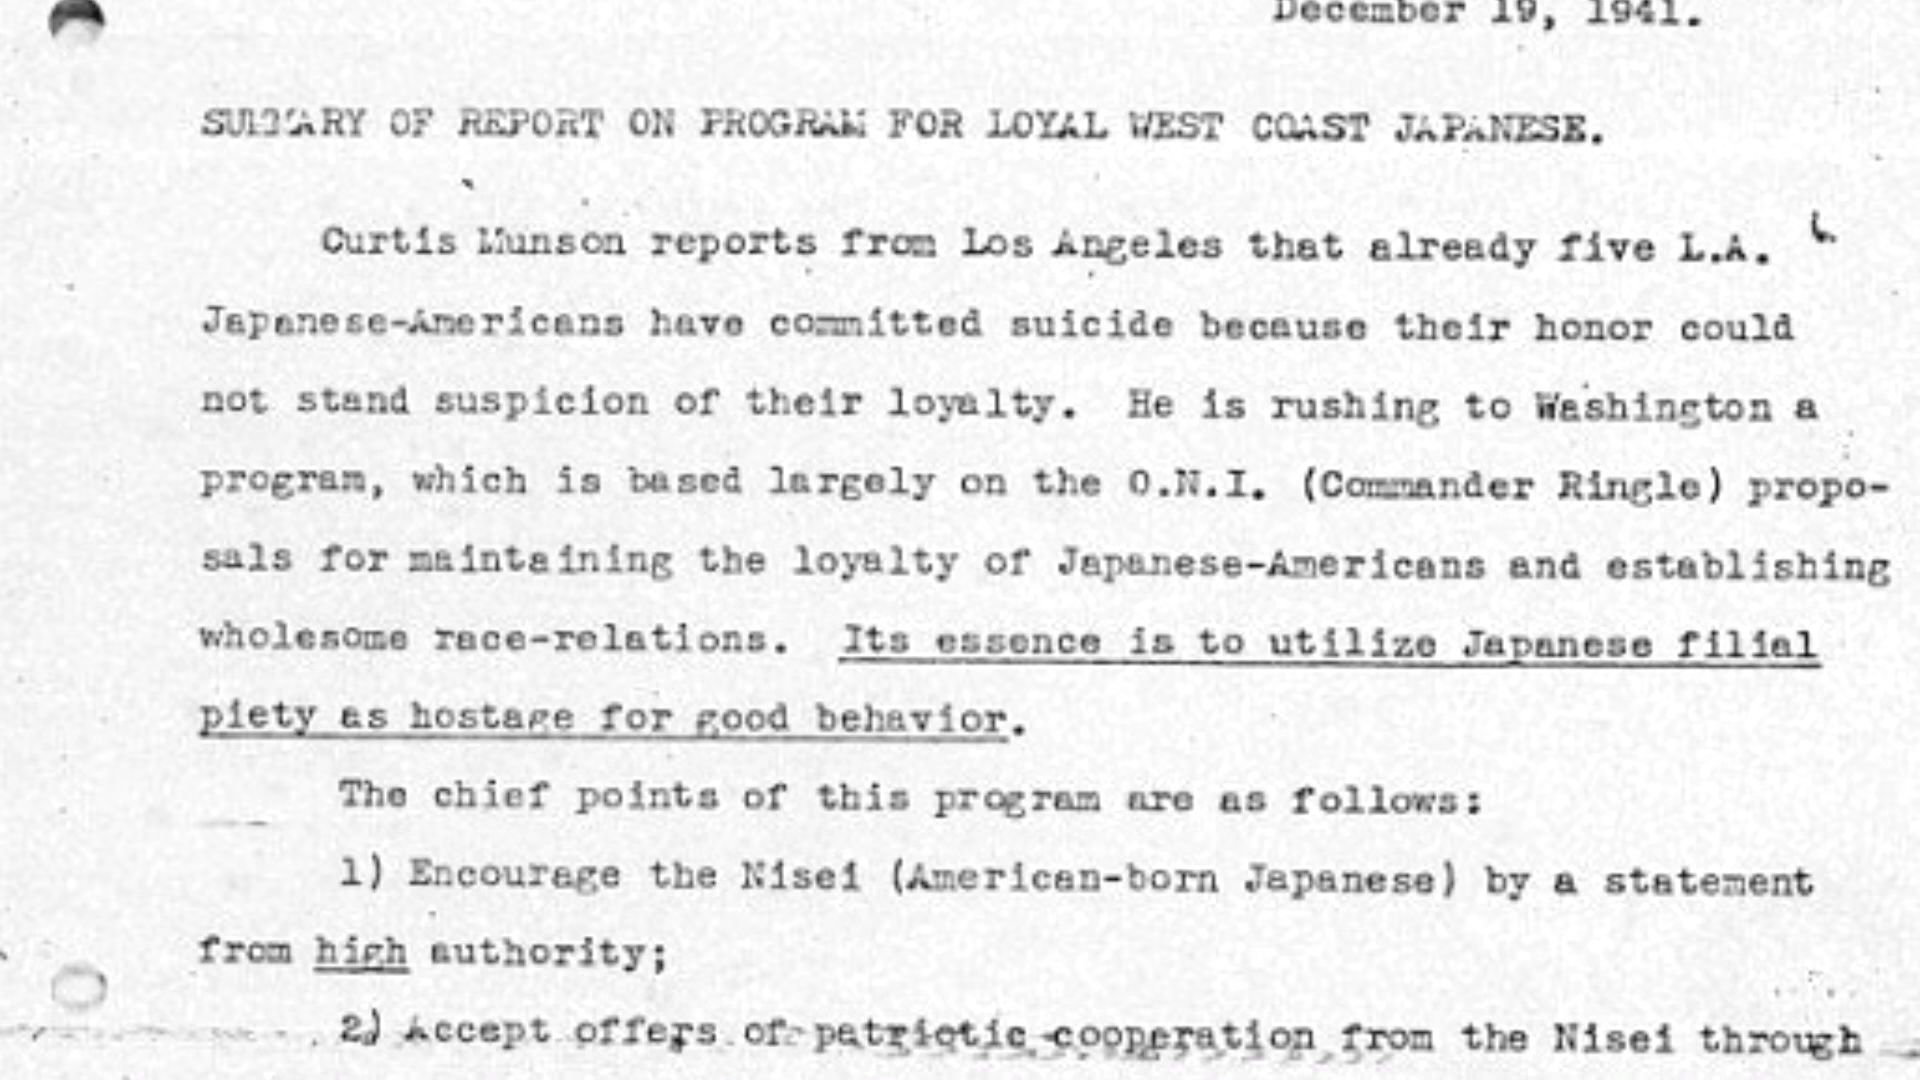 December 19, 1941.
SUMMARY OF REPORT ON PROGRAM FOR LOYAL WEST COAST JAPANESE.
Curtis Munson reports from Los Angeles that already five L.A.
Japanese-Americans have committed suicide because their honor could
not stand suspicion of their loyalty. He is rushing to Washington a
program, which is based largely on the O.N.I. (Commander Ringle) propo-
sals for maintaining the loyalty of Japanese-Americans and establishing
wholesome race-relations. Its essence is to utilize Japanese filial
piety as hostage for good behavior.
The chief points of this program are as follows:
1) Encourage the Nisei (American-born Japanese) by a statement
from high authority;
2) Accept offers of patriotic cooperation from the Nisei through